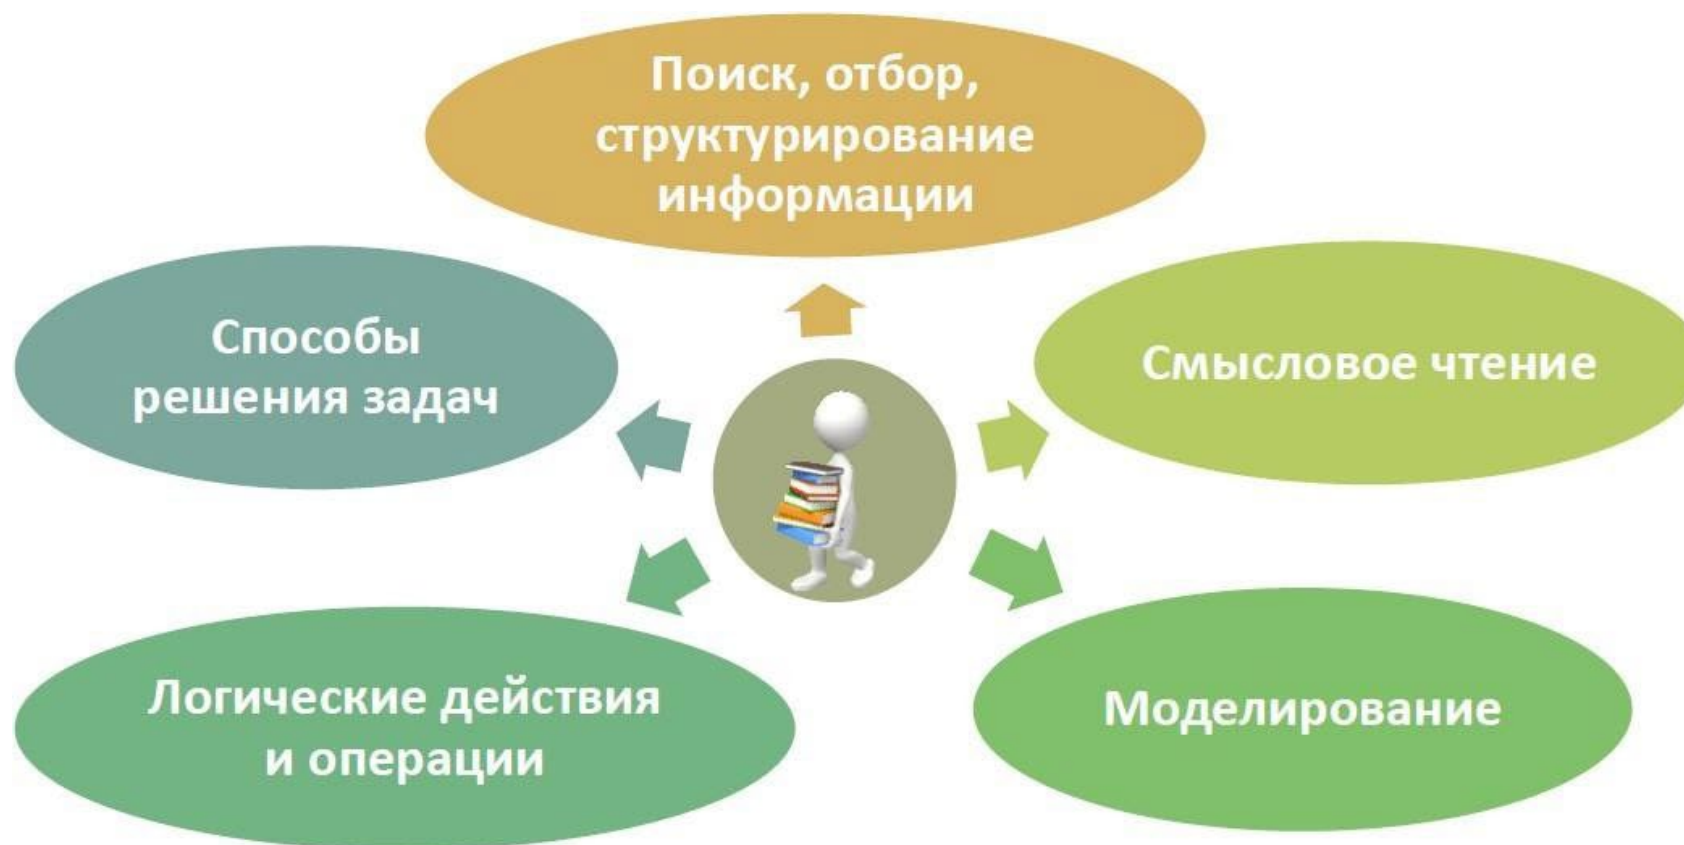 Поиск, отбор,
структурирование
информации
Способы
решения задач
Смысловое чтение
Логические действия
и операции
Моделирование